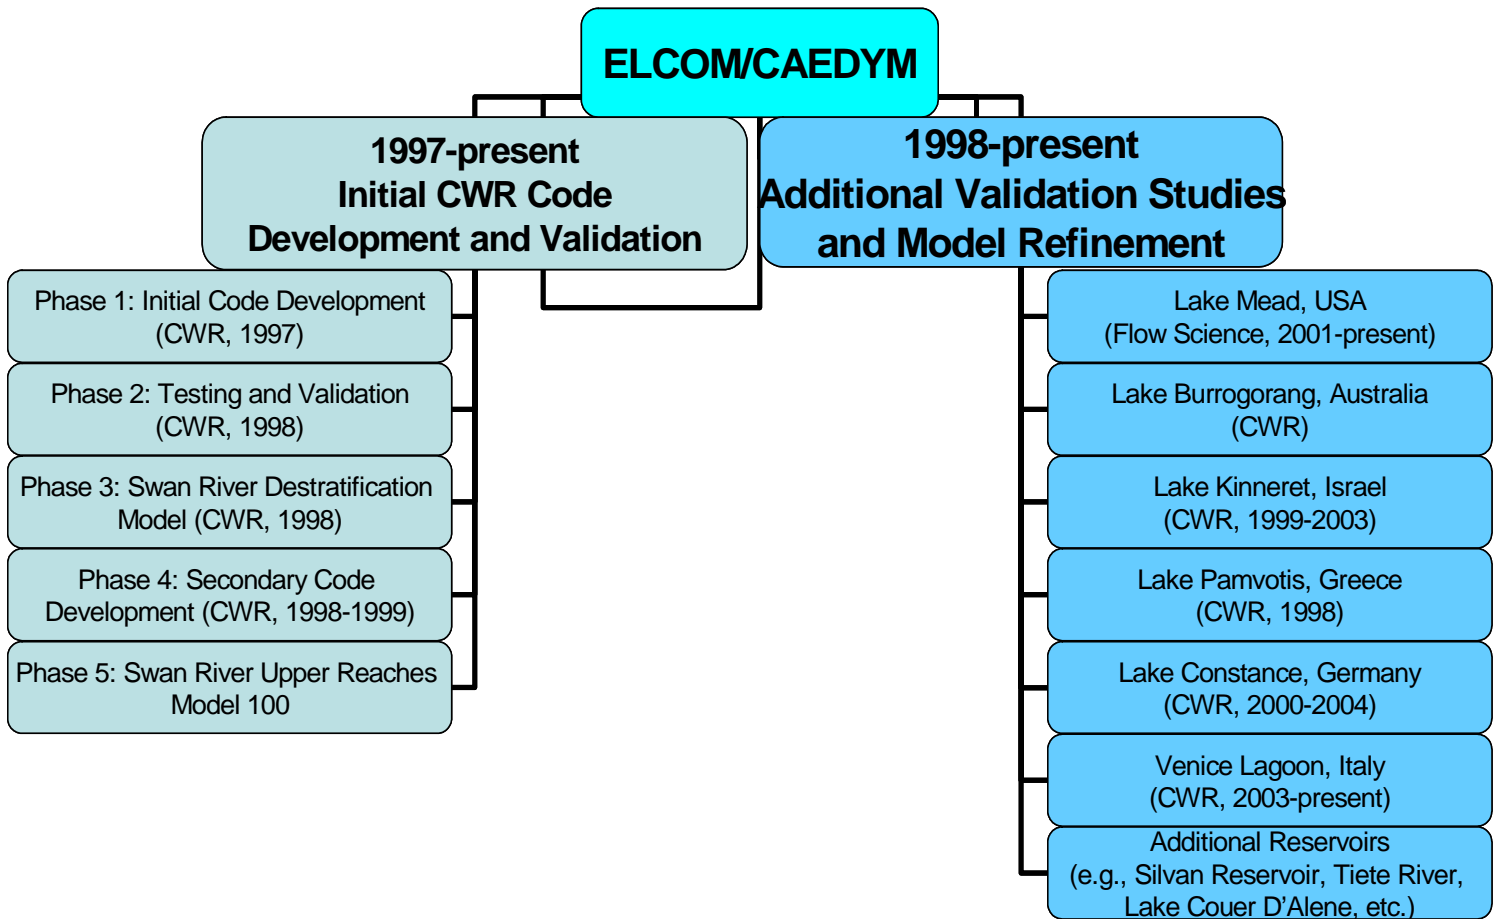 ELCOM/CAEDYM
1997-present
Initial CWR Code
Development and Validation
Phase 1: Initial Code Development
(CWR, 1997)
Phase 2: Testing and Validation
(CWR, 1998)
Phase 3: Swan River Destratification
Model (CWR, 1998)
Phase 4: Secondary Code
Development (CWR, 1998-1999)
Phase 5: Swan River Upper Reaches
Model 100
1998-present
Additional Validation Studies
and Model Refinement
Lake Mead, USA
(Flow Science, 2001-present)
Lake Burrogorang, Australia
(CWR)
Lake Kinneret, Israel
(CWR, 1999-2003)
Lake Pamvotis, Greece
(CWR, 1998)
Lake Constance, Germany
(CWR, 2000-2004)
Venice Lagoon, Italy
(CWR, 2003-present)
Additional Reservoirs
(e.g., Silvan Reservoir, Tiete River,
Lake Couer D'Alene, etc.)